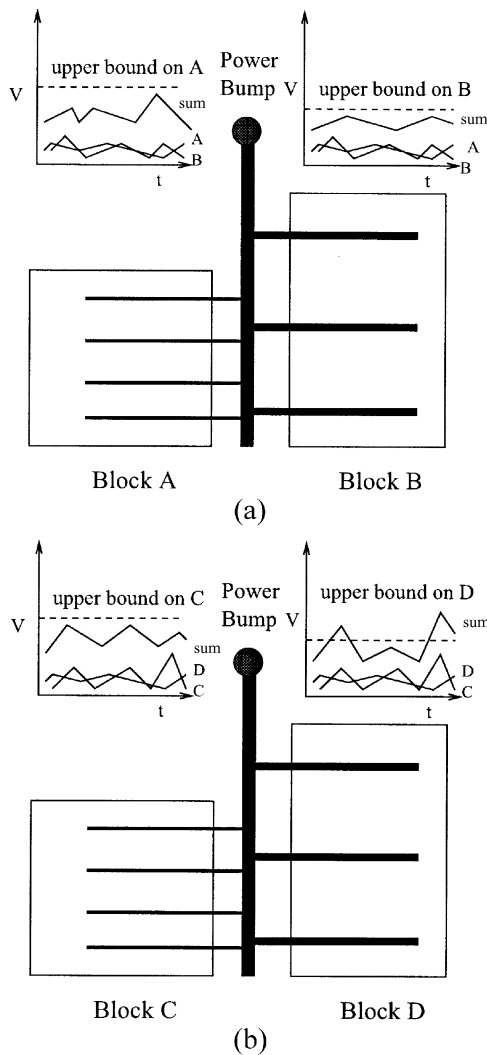 upper bound on A
V
sum
A
B
t
Power
Bump
upper bound on B
V
sum
A
B
t
Block A
Block B
(a)
upper bound on C
V
sum
D
C
t
Power
Bump
upper bound on D
V
sum
D
C
t
Block C
Block D
(b)